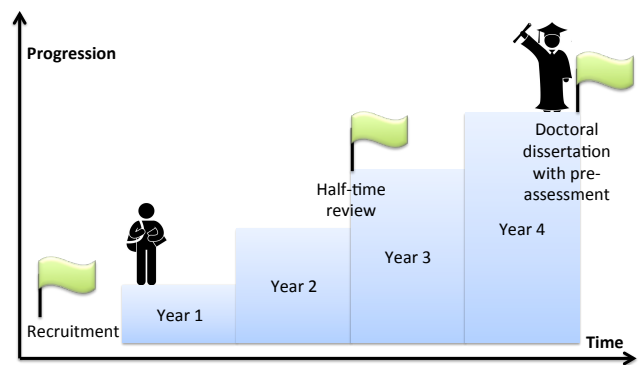 Progression
Recruitment
Year 1
Year 2
Half-time
review
Year 3
Year 4
Doctoral
dissertation
with pre-
assessment
Time